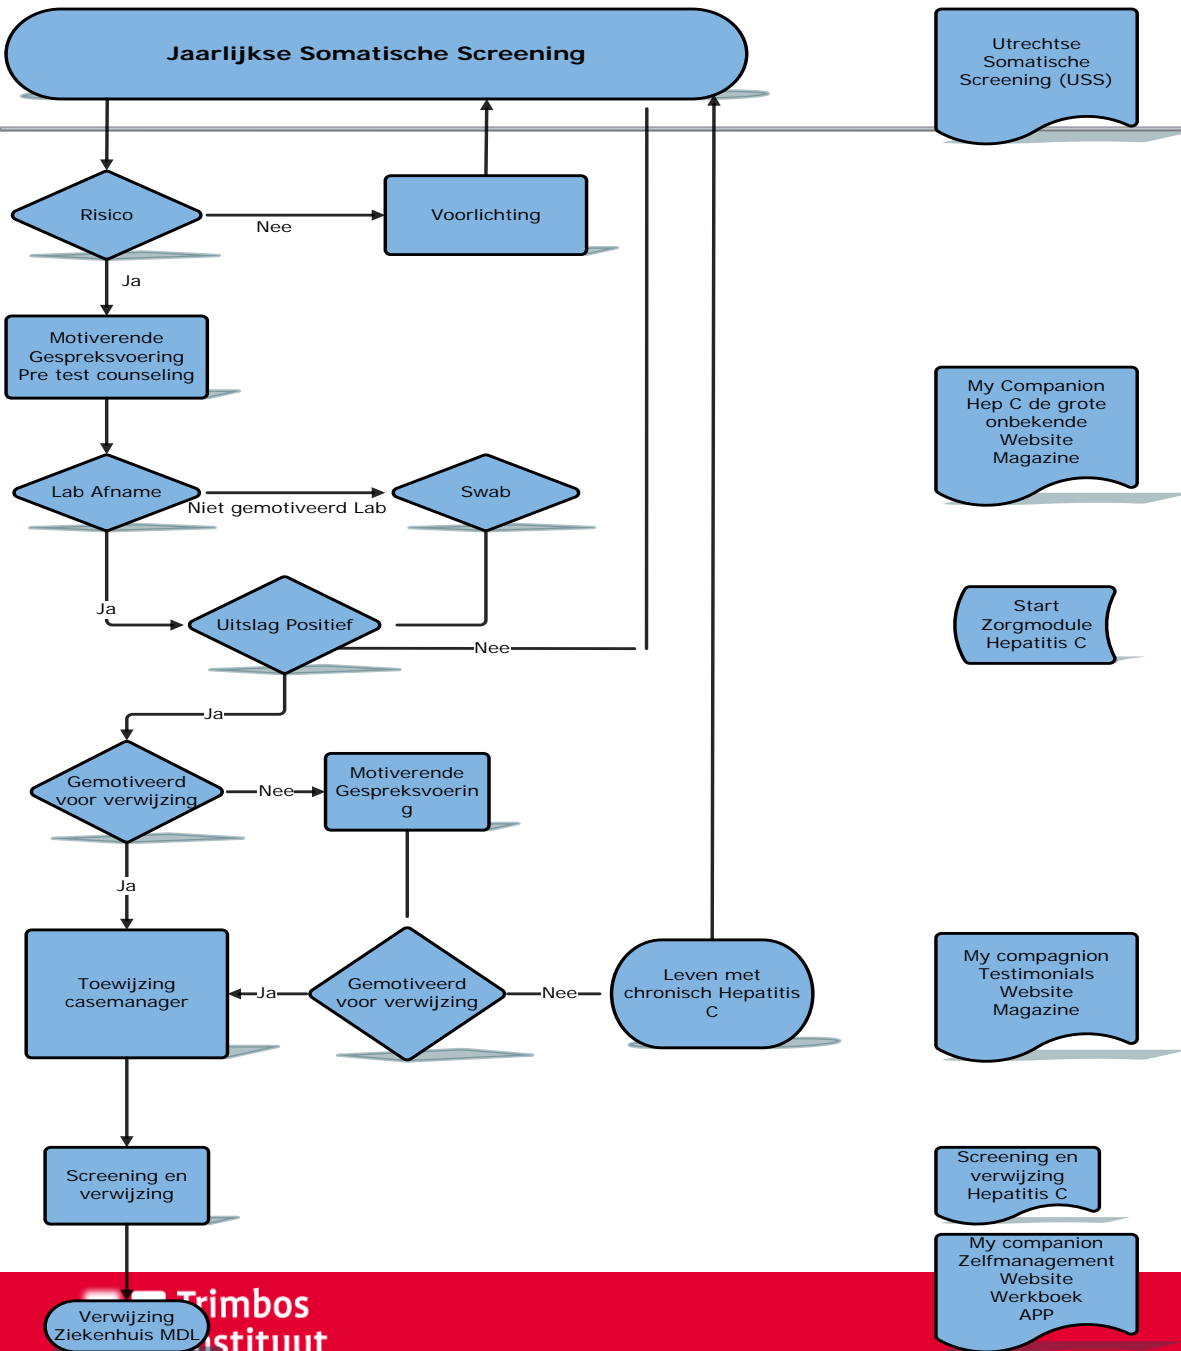 Jaarlijkse Somatische Screening
Utrechtse
Somatische
Screening (USS)
Risico
Nee
Voorlichting
Ja
Motiverende
Gespreksvoering
Pre test counseling
My Companion
Hep C de grote
onbekende
Website
Magazine
Lab Afname
Niet gemotiveerd Lab
Swab
Ja
Uitslag Positief
Nee
Start
Zorgmodule
Hepatitis C
Ja
Gemotiveerd
voor verwijzing
Nee
Motiverende
Gespreksvoerin
g
Ja
Toewijzing
casemanager
Ja
Gemotiveerd
voor verwijzing
Nee
Leven met
chronisch Hepatitis
C
My compagnion
Testimonials
Website
Magazine
Screening en
verwijzing
Screening en
verwijzing
Hepatitis C
My companion
Zelfmanagement
Website
Werkboek
APP
Verwijzing
Ziekenhuis MDL
Trimbos